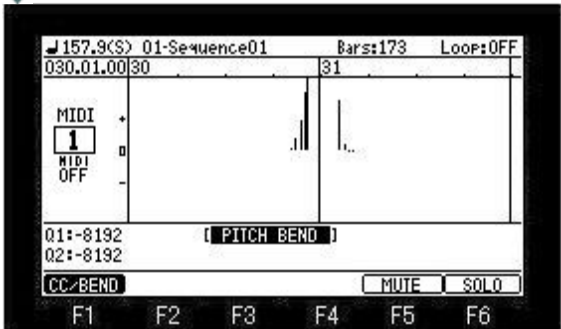 ♩157.9(S) 01-Sequence01 Bars:173 Loop:OFF
030.01.00 30 31
MIDI +
1 0
MIDI
OFF -
Q1:-8192 [ PITCH BEND ]
Q2:-8192
CC/BEND MUTE SOLO
F1 F2 F3 F4 F5 F6